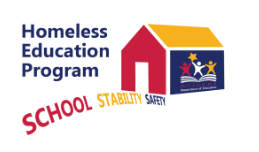 Homeless
Education
Program
SCHOOL STABILITY SAFETY